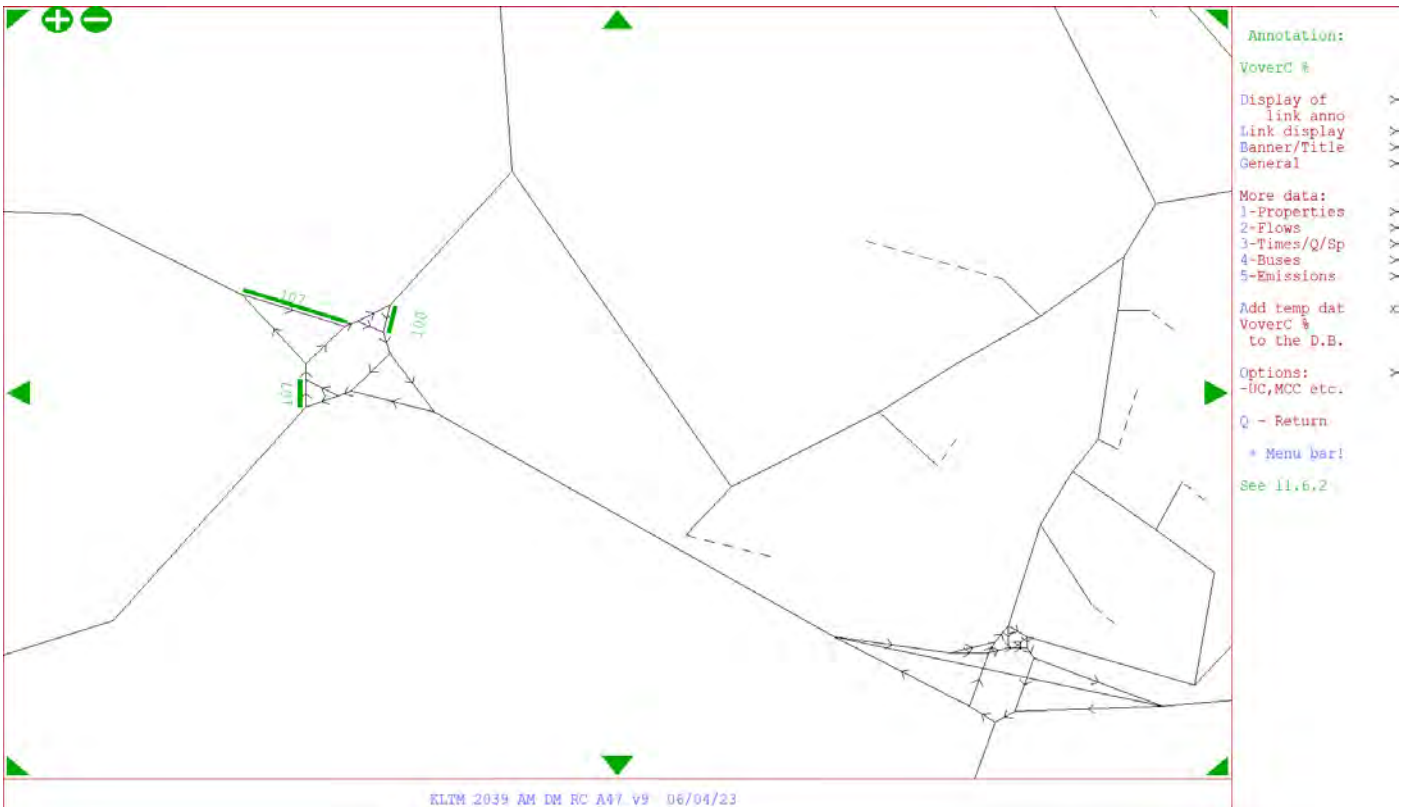 Annotation:
VoverC %
Display of >
link anno
Link display >
Banner/Title >
General >
More data:
1-Properties >
2-Flows >
3-Times/Q/Sp >
4-Buses >
5-Emissions >
Add temp dat x
VoverC %
to the D.B.
Options: >
-UC,MCC etc.
Q - Return
* Menu bar!
See 11.6.2
107
100
107
KLTM 2039 AM DM RC A47 v9 06/04/23